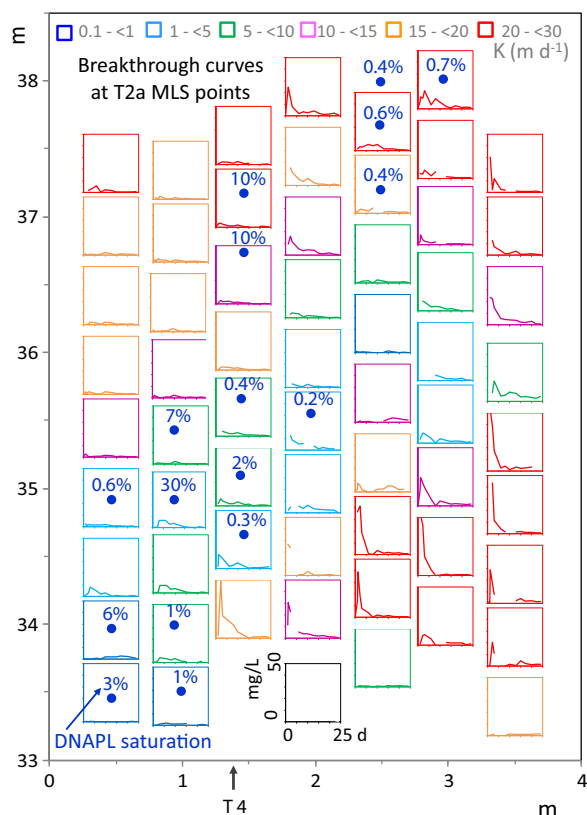 m
0.1 - <1 1 - <5 5 - <10 10 - <15 15 - <20 20 - <30
K (m d⁻¹)
Breakthrough curves
at T2a MLS points
38
0.4%
0.7%
0.6%
10%
0.4%
37
10%
36
0.4%
0.2%
7%
2%
0.6%
30%
35
0.3%
6%
1%
34
3%
1%
DNAPL saturation
50
mg/L
0
0 25 d
33
0 1 2 3 4
T 4 m